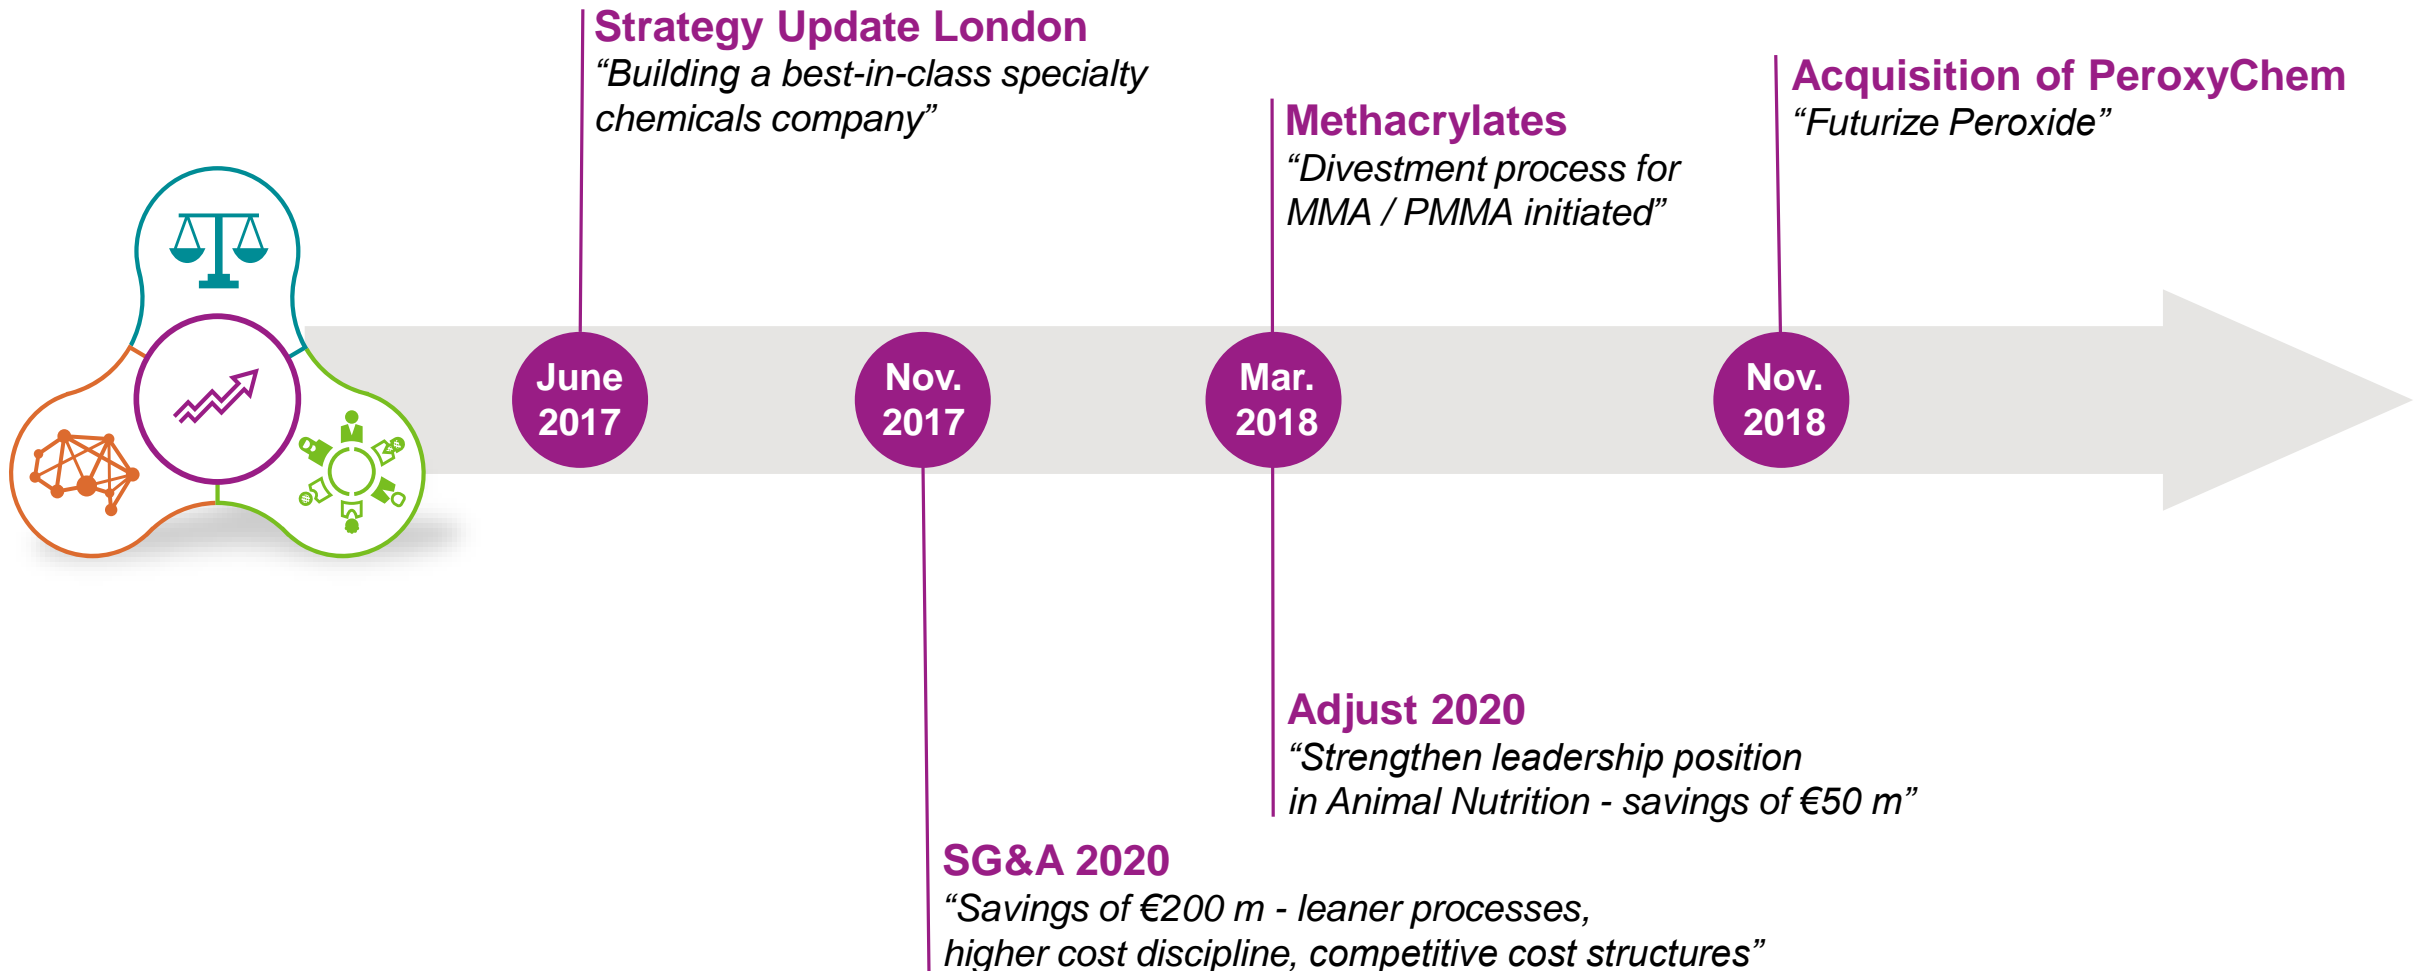 Strategy Update London
“Building a best-in-class specialty
chemicals company”
Acquisition of PeroxyChem
“Futurize Peroxide”
Methacrylates
“Divestment process for
MMA / PMMA initiated”
June
2017
Nov.
2017
Mar.
2018
Nov.
2018
Adjust 2020
“Strengthen leadership position
in Animal Nutrition - savings of €50 m”
SG&A 2020
“Savings of €200 m - leaner processes,
higher cost discipline, competitive cost structures”